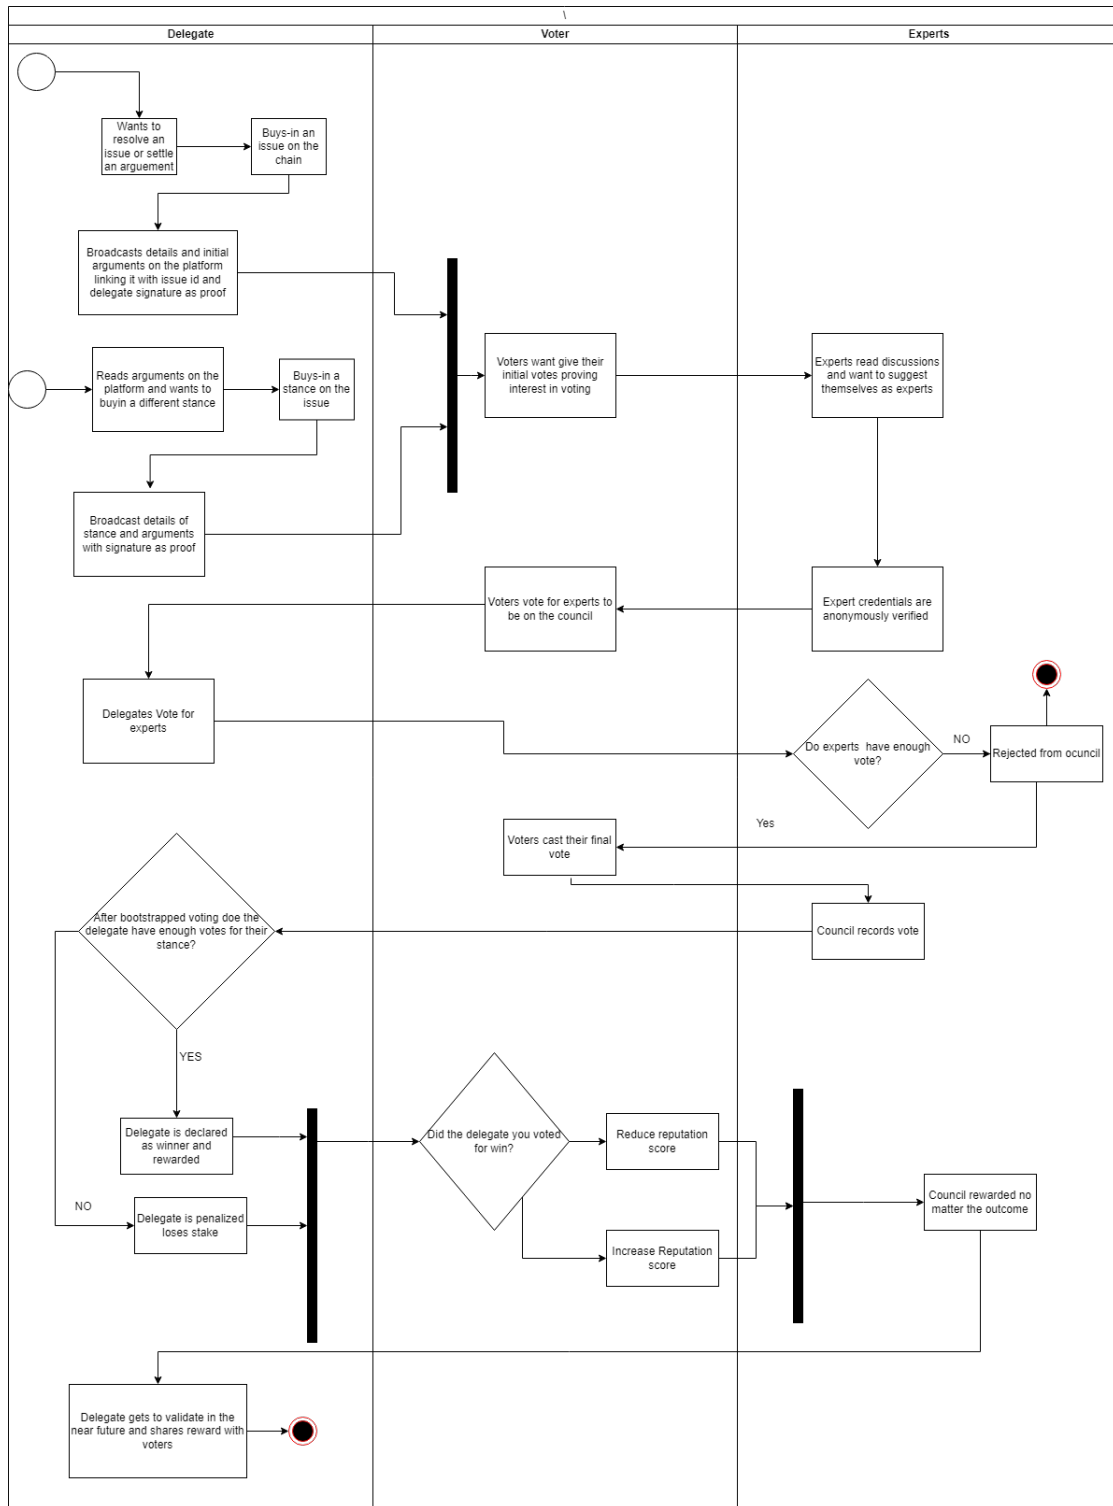 \
Delegate
Voter
Experts
Wants to
resolve an
issue or settle
an arguement
Buys-in an
issue on the
chain
Broadcasts details and initial
arguments on the platform
linking it with issue id and
delegate signature as proof
Reads arguments on the
platform and wants to
buyin a different stance
Buys-in a
stance on the
issue
Voters want give their
initial votes proving
interest in voting
Experts read discussions
and want to suggest
themselves as experts
Broadcast details of
stance and arguments
with signature as proof
Voters vote for experts to
be on the council
Expert credentials are
anonymously verified
Delegates Vote for
experts
Do experts  have enough
vote?
NO
Rejected from ocuncil
Yes
Voters cast their final
vote
After bootstrapped voting doe the
delegate have enough votes for their
stance?
Council records vote
YES
Delegate is declared
as winner and
rewarded
NO
Delegate is penalized
loses stake
Did the delegate you voted
for win?
Reduce reputation
score
Increase Reputation
score
Council rewarded no
matter the outcome
Delegate gets to validate in the
near future and shares reward with
voters